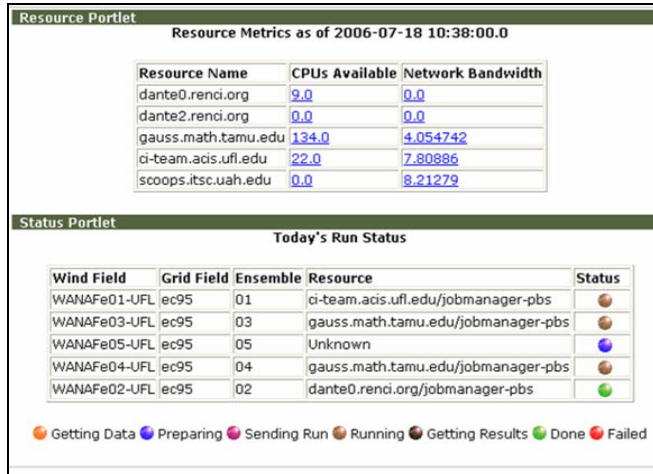 Resource Portlet
Resource Metrics as of 2006-07-18 10:38:00.0
Resource Name CPUs Available Network Bandwidth
dante0.renci.org 9.0 0.0
dante2.renci.org 0.0 0.0
gauss.math.tamu.edu 134.0 4.054742
ci-team.acis.ufl.edu 22.0 7.80886
scoops.itsc.uah.edu 0.0 8.21279
Status Portlet
Today's Run Status
Wind Field Grid Field Ensemble Resource Status
WANAFe01-UFL ec95 01 ci-team.acis.ufl.edu/jobmanager-pbs
WANAFe03-UFL ec95 03 gauss.math.tamu.edu/jobmanager-pbs
WANAFe05-UFL ec95 05 Unknown
WANAFe04-UFL ec95 04 gauss.math.tamu.edu/jobmanager-pbs
WANAFe02-UFL ec95 02 dante0.renci.org/jobmanager-pbs
Getting Data Preparing Sending Run Running Getting Results Done Failed